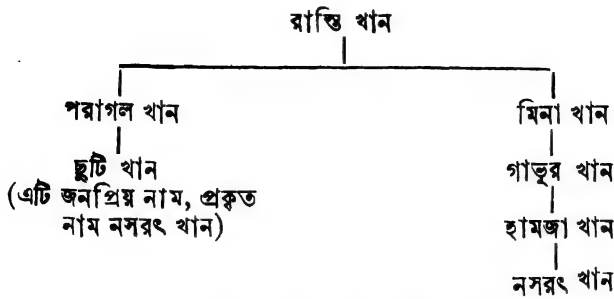 রাস্তি খান
পরাগল খান
মিনা খান
ছুটি খান
গাভূর খান
(এটি জনপ্রিয় নাম, প্রকৃত
নাম নসরৎ খান)
হামজা খান
নসরৎ খান